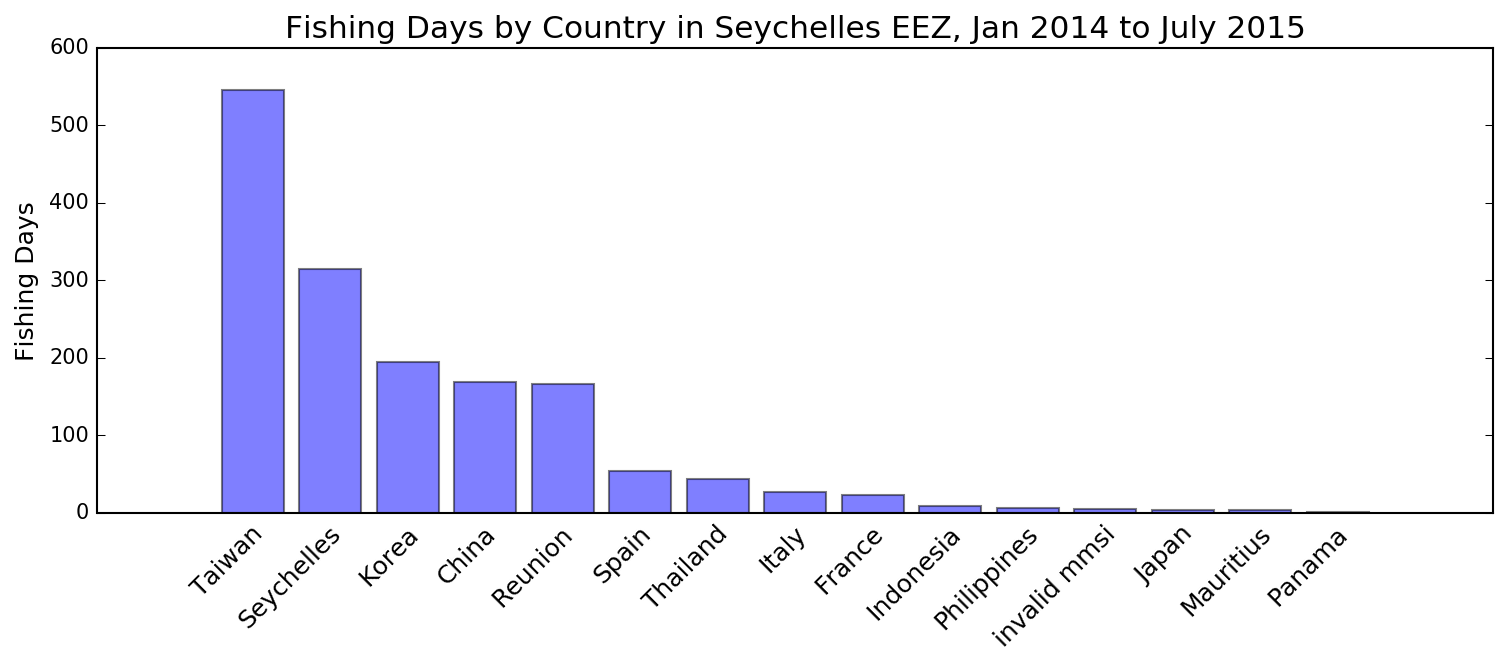 Fishing Days by Country in Seychelles EEZ, Jan 2014 to July 2015
600
500
400
300
200
100
0
Fishing Days
Taiwan
Seychelles
Korea
China
Reunion
Spain
Thailand
Italy
France
Indonesia
Philippines
invalid mmsi
Japan
Mauritius
Panama